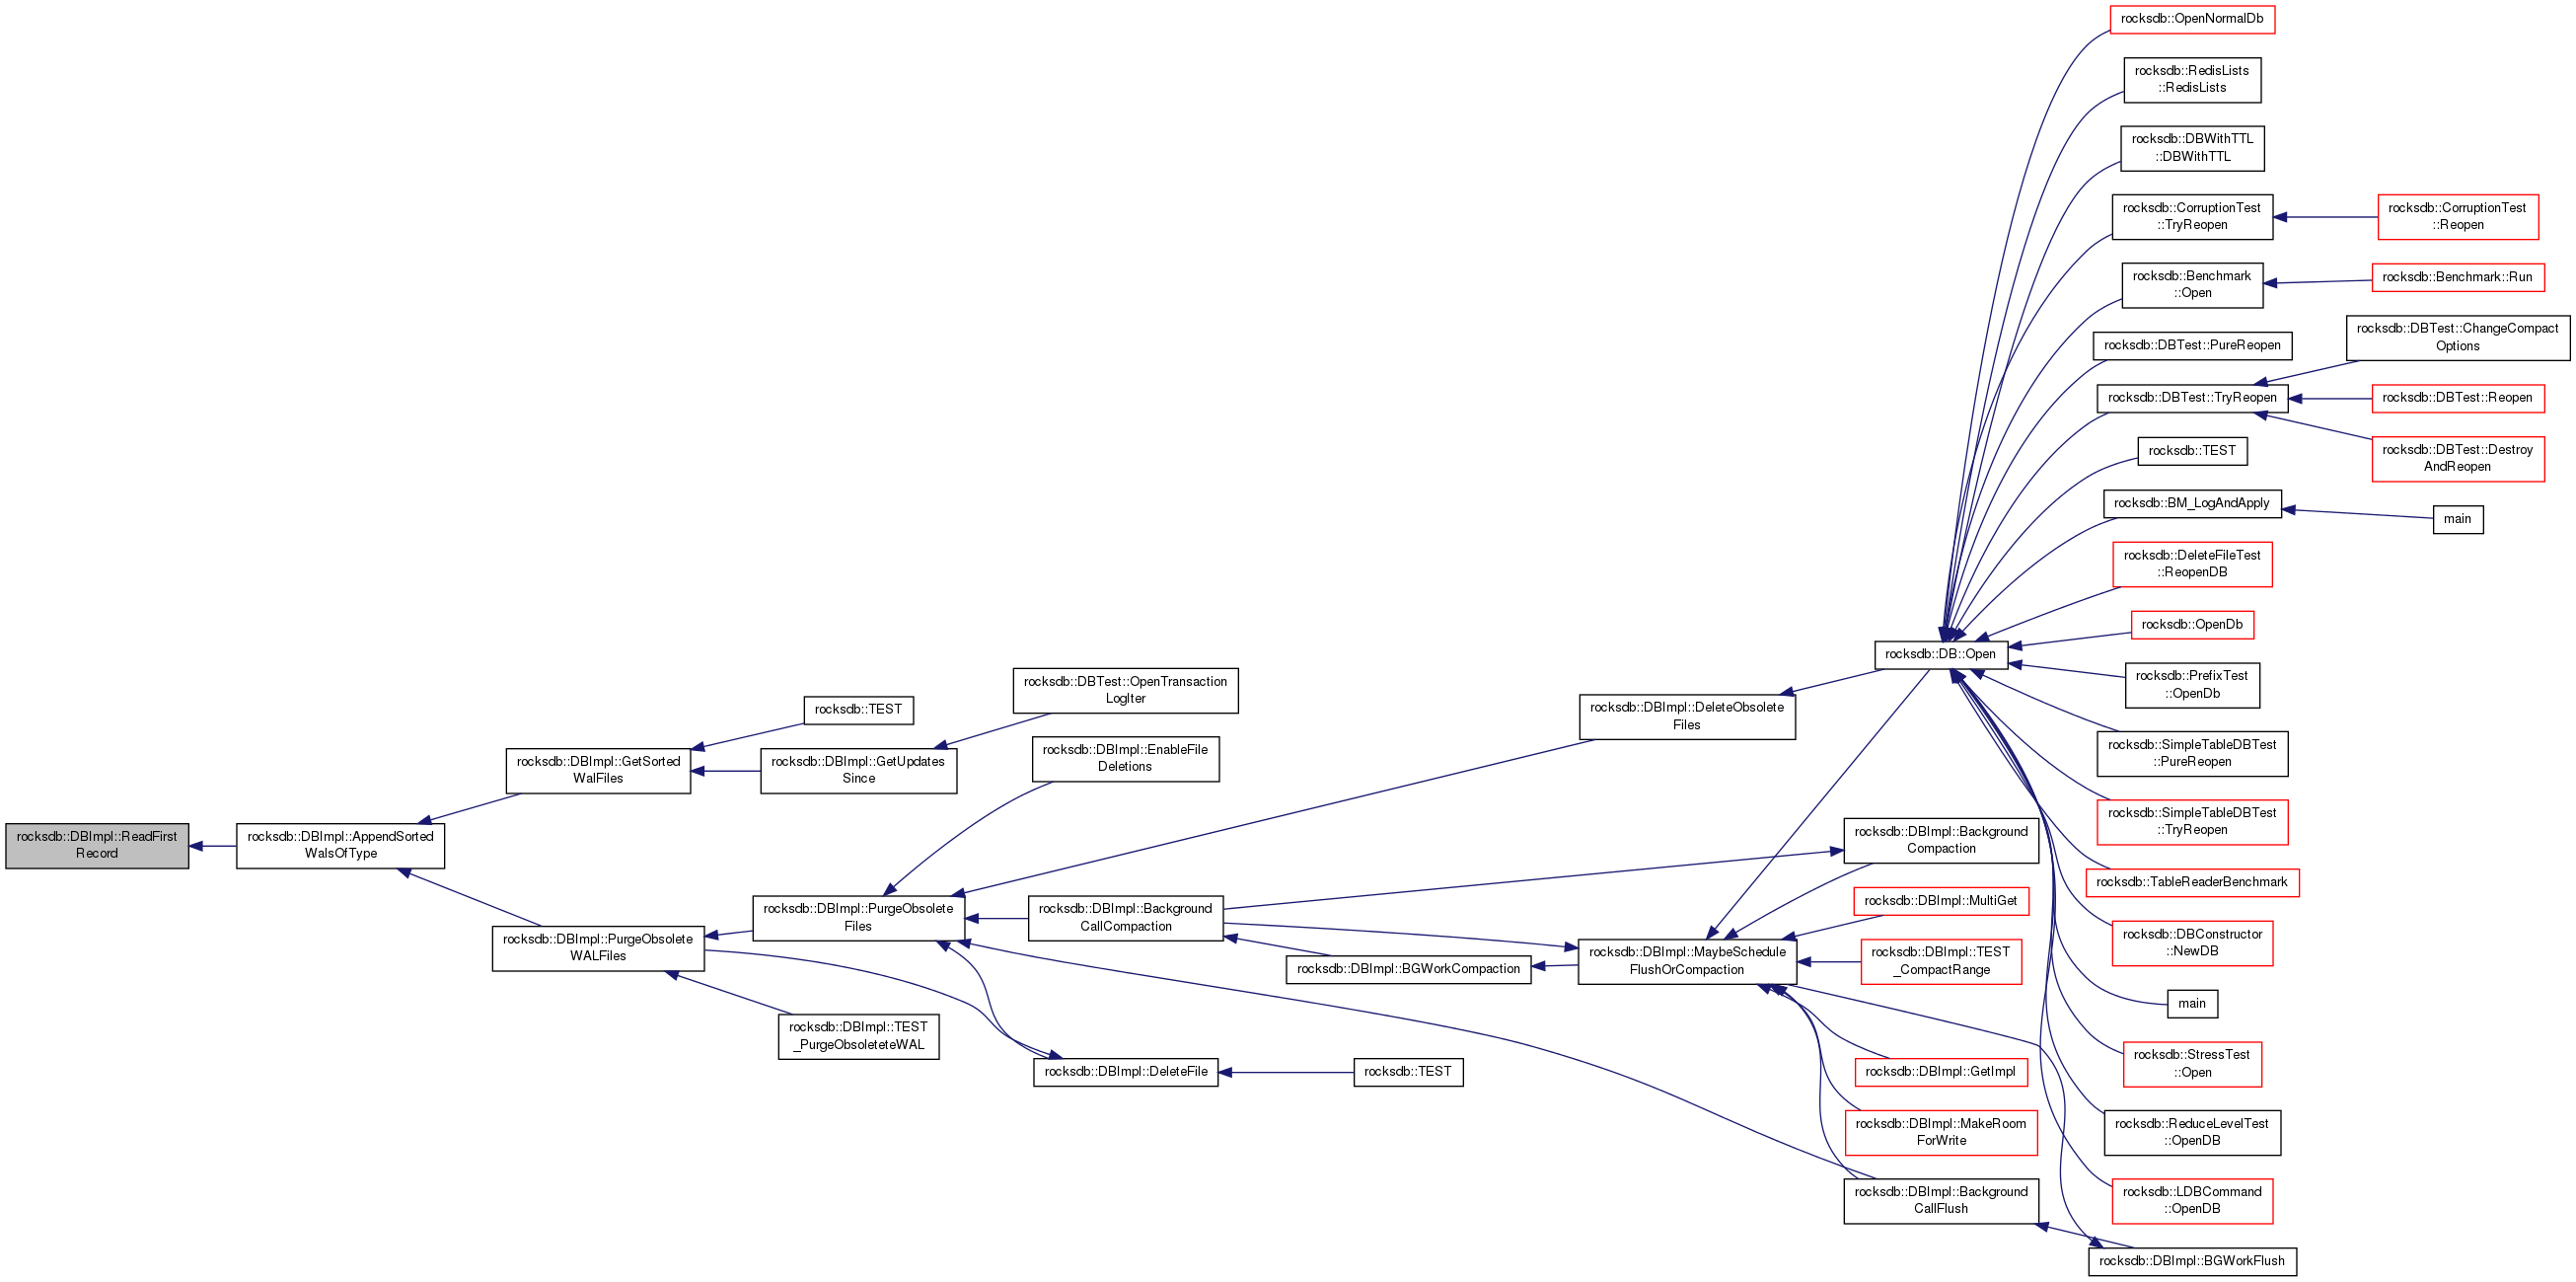 rocksdb::OpenNormalDb
rocksdb::RedisLists
::RedisLists
rocksdb::DBWithTTL
::DBWithTTL
rocksdb::CorruptionTest
::TryReopen
rocksdb::CorruptionTest
::Reopen
rocksdb::Benchmark
::Open
rocksdb::Benchmark::Run
rocksdb::DBTest::PureReopen
rocksdb::DBTest::ChangeCompact
Options
rocksdb::DBTest::TryReopen
rocksdb::DBTest::Reopen
rocksdb::DBTest::Destroy
AndReopen
rocksdb::TEST
rocksdb::BM_LogAndApply
main
rocksdb::DeleteFileTest
::ReopenDB
rocksdb::OpenDb
rocksdb::DB::Open
rocksdb::PrefixTest
::OpenDb
rocksdb::DBTest::OpenTransaction
LogIter
rocksdb::TEST
rocksdb::DBImpl::DeleteObsolete
Files
rocksdb::SimpleTableDBTest
::PureReopen
rocksdb::DBImpl::EnableFile
Deletions
rocksdb::DBImpl::GetSorted
WalFiles
rocksdb::DBImpl::GetUpdates
Since
rocksdb::SimpleTableDBTest
::TryReopen
rocksdb::DBImpl::ReadFirst
Record
rocksdb::DBImpl::AppendSorted
WalsOfType
rocksdb::DBImpl::Background
Compaction
rocksdb::TableReaderBenchmark
rocksdb::DBImpl::MultiGet
rocksdb::DBImpl::PurgeObsolete
Files
rocksdb::DBImpl::Background
CallCompaction
rocksdb::DBConstructor
::NewDB
rocksdb::DBImpl::PurgeObsolete
WALFiles
rocksdb::DBImpl::BGWorkCompaction
rocksdb::DBImpl::MaybeSchedule
FlushOrCompaction
rocksdb::DBImpl::TEST
_CompactRange
main
rocksdb::DBImpl::TEST
_PurgeObsoleteteWAL
rocksdb::DBImpl::DeleteFile
rocksdb::TEST
rocksdb::DBImpl::GetImpl
rocksdb::StressTest
::Open
rocksdb::DBImpl::MakeRoom
ForWrite
rocksdb::ReduceLevelTest
::OpenDB
rocksdb::DBImpl::Background
CallFlush
rocksdb::LDBCommand
::OpenDB
rocksdb::DBImpl::BGWorkFlush